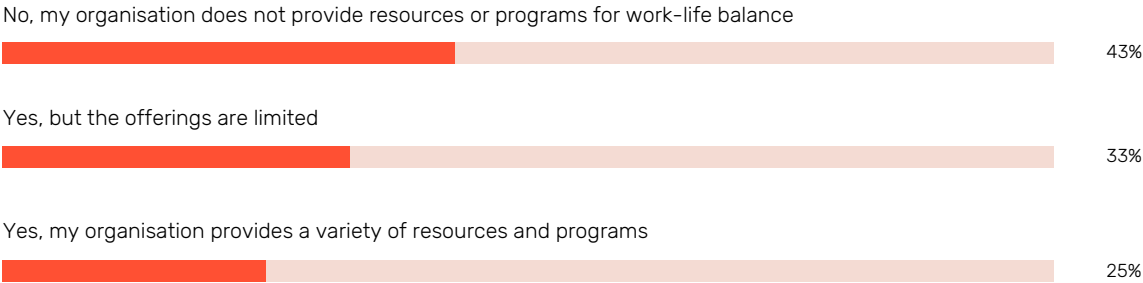 No, my organisation does not provide resources or programs for work-life balance
43%
Yes, but the offerings are limited
33%
Yes, my organisation provides a variety of resources and programs
25%